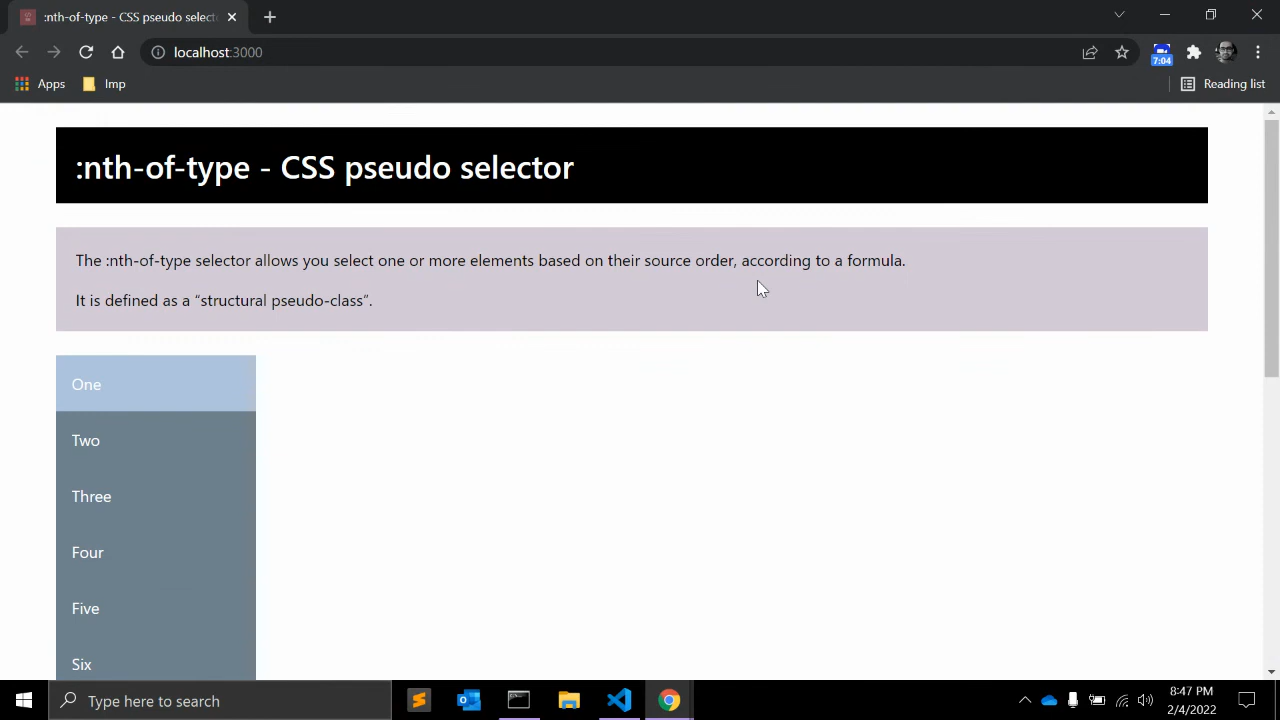 :nth-of-type - CSS pseudo select
localhost:3000
7:04
Apps
Imp
Reading list
:nth-of-type - CSS pseudo selector
The :nth-of-type selector allows you select one or more elements based on their source order, according to a formula.
It is defined as a “structural pseudo-class”.
One
Two
Three
Four
Five
Six
Type here to search
8:47 PM
2/4/2022